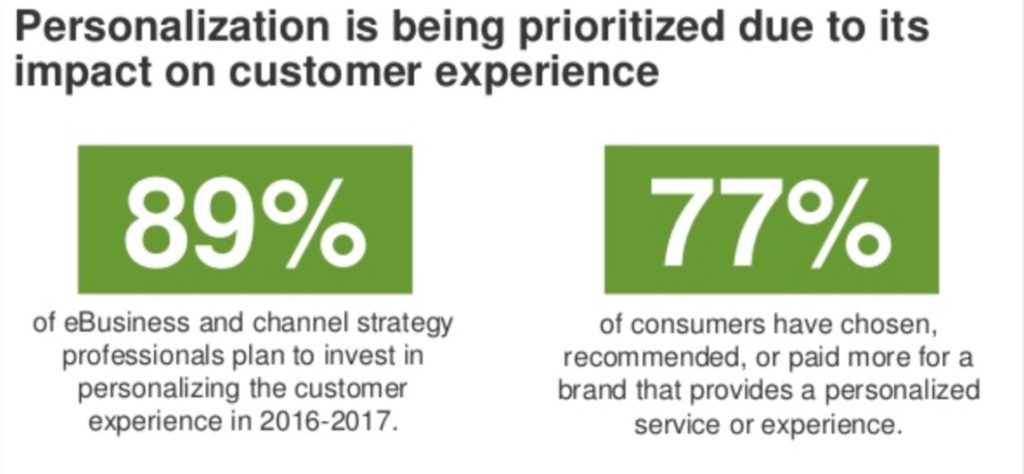 Personalization is being prioritized due to its
impact on customer experience
89%
of eBusiness and channel strategy
professionals plan to invest in
personalizing the customer
experience in 2016-2017.
77%
of consumers have chosen,
recommended, or paid more for a
brand that provides a personalized
service or experience.